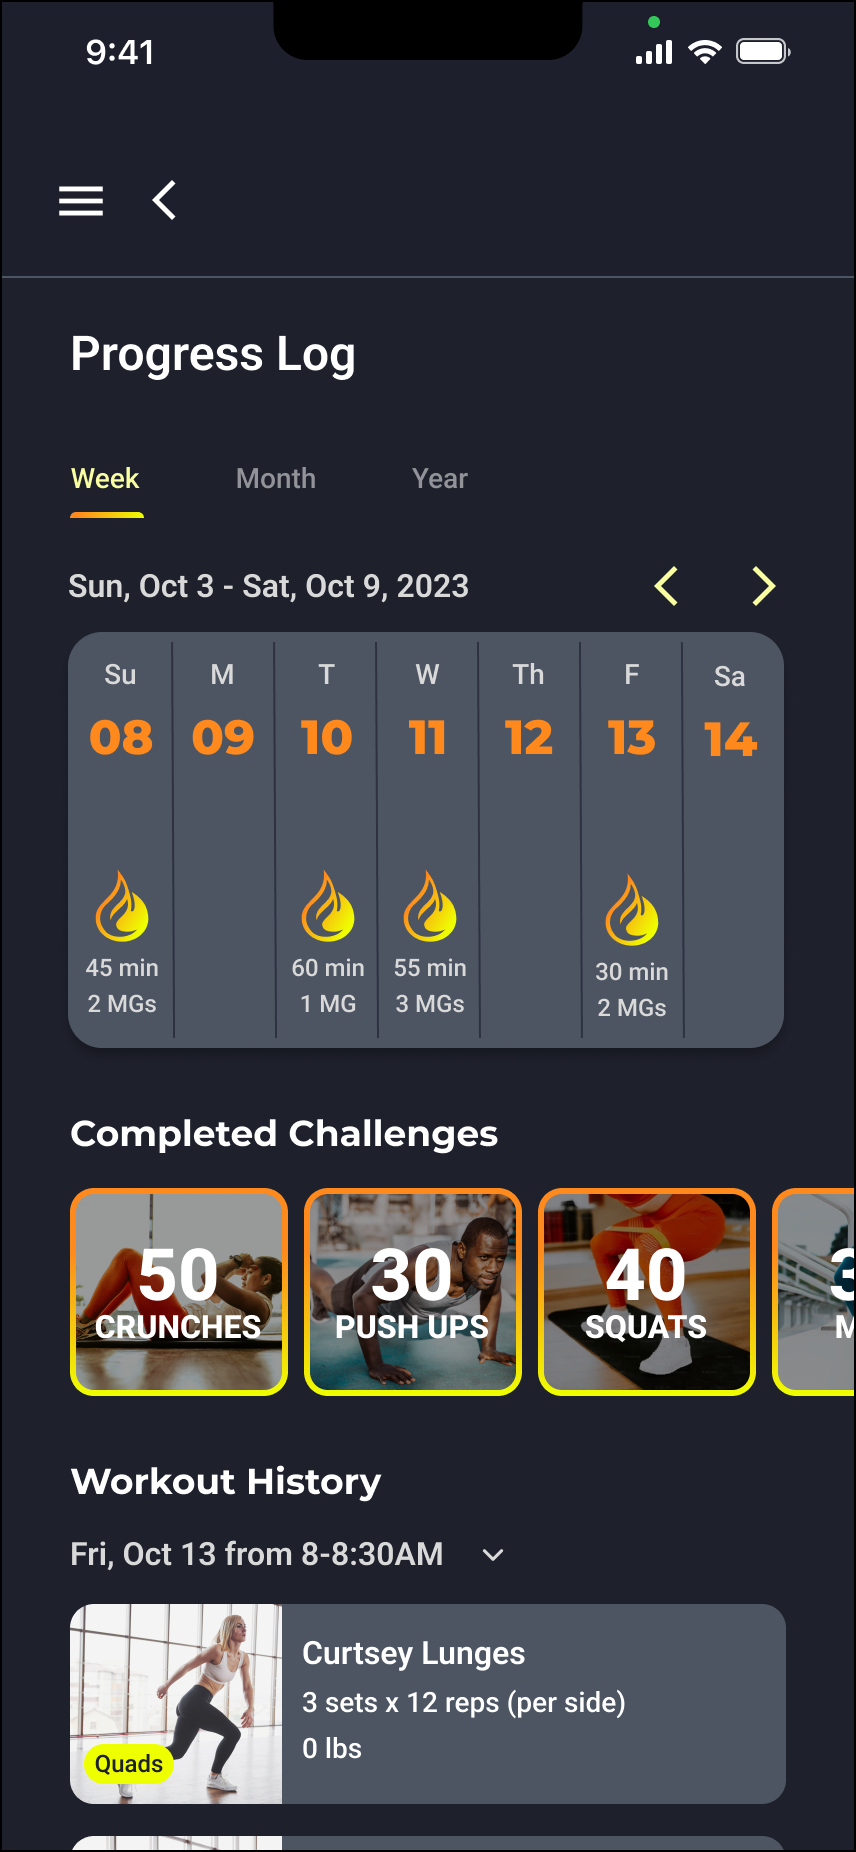 9:41
Progress Log
Week Month Year
Sun, Oct 3 - Sat, Oct 9, 2023
Su M T W Th F Sa
08 09 10 11 12 13 14
45 min 60 min 55 min 30 min
2 MGs 1 MG 3 MGs 2 MGs
Completed Challenges
50 30 40
CRUNCHES PUSH UPS SQUATS
Workout History
Fri, Oct 13 from 8-8:30AM
Curtsey Lunges
3 sets x 12 reps (per side)
0 lbs
Quads